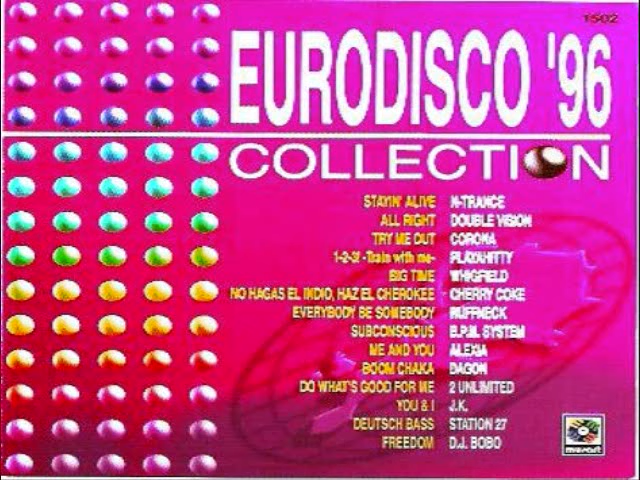 1502
EURODISCO '96
COLLECTION
STAYIN' ALIVE N-TRANCE
ALL RIGHT DOUBLE VISION
TRY ME OUT CORONA
1-2-3! -Train with me- PLAYAHITTY
BIG TIME WHIGFIELD
NO HAGAS EL INDIO, HAZ EL CHEROKEE CHERRY COKE
EVERYBODY BE SOMEBODY RUFFNECK
SUBCONSCIOUS B.P.M. SYSTEM
ME AND YOU ALEXIA
BOOM CHAKA DAGON
DO WHAT'S GOOD FOR ME 2 UNLIMITED
YOU & I J.K.
DEUTSCH BASS STATION 27
FREEDOM D.J. BOBO
musart